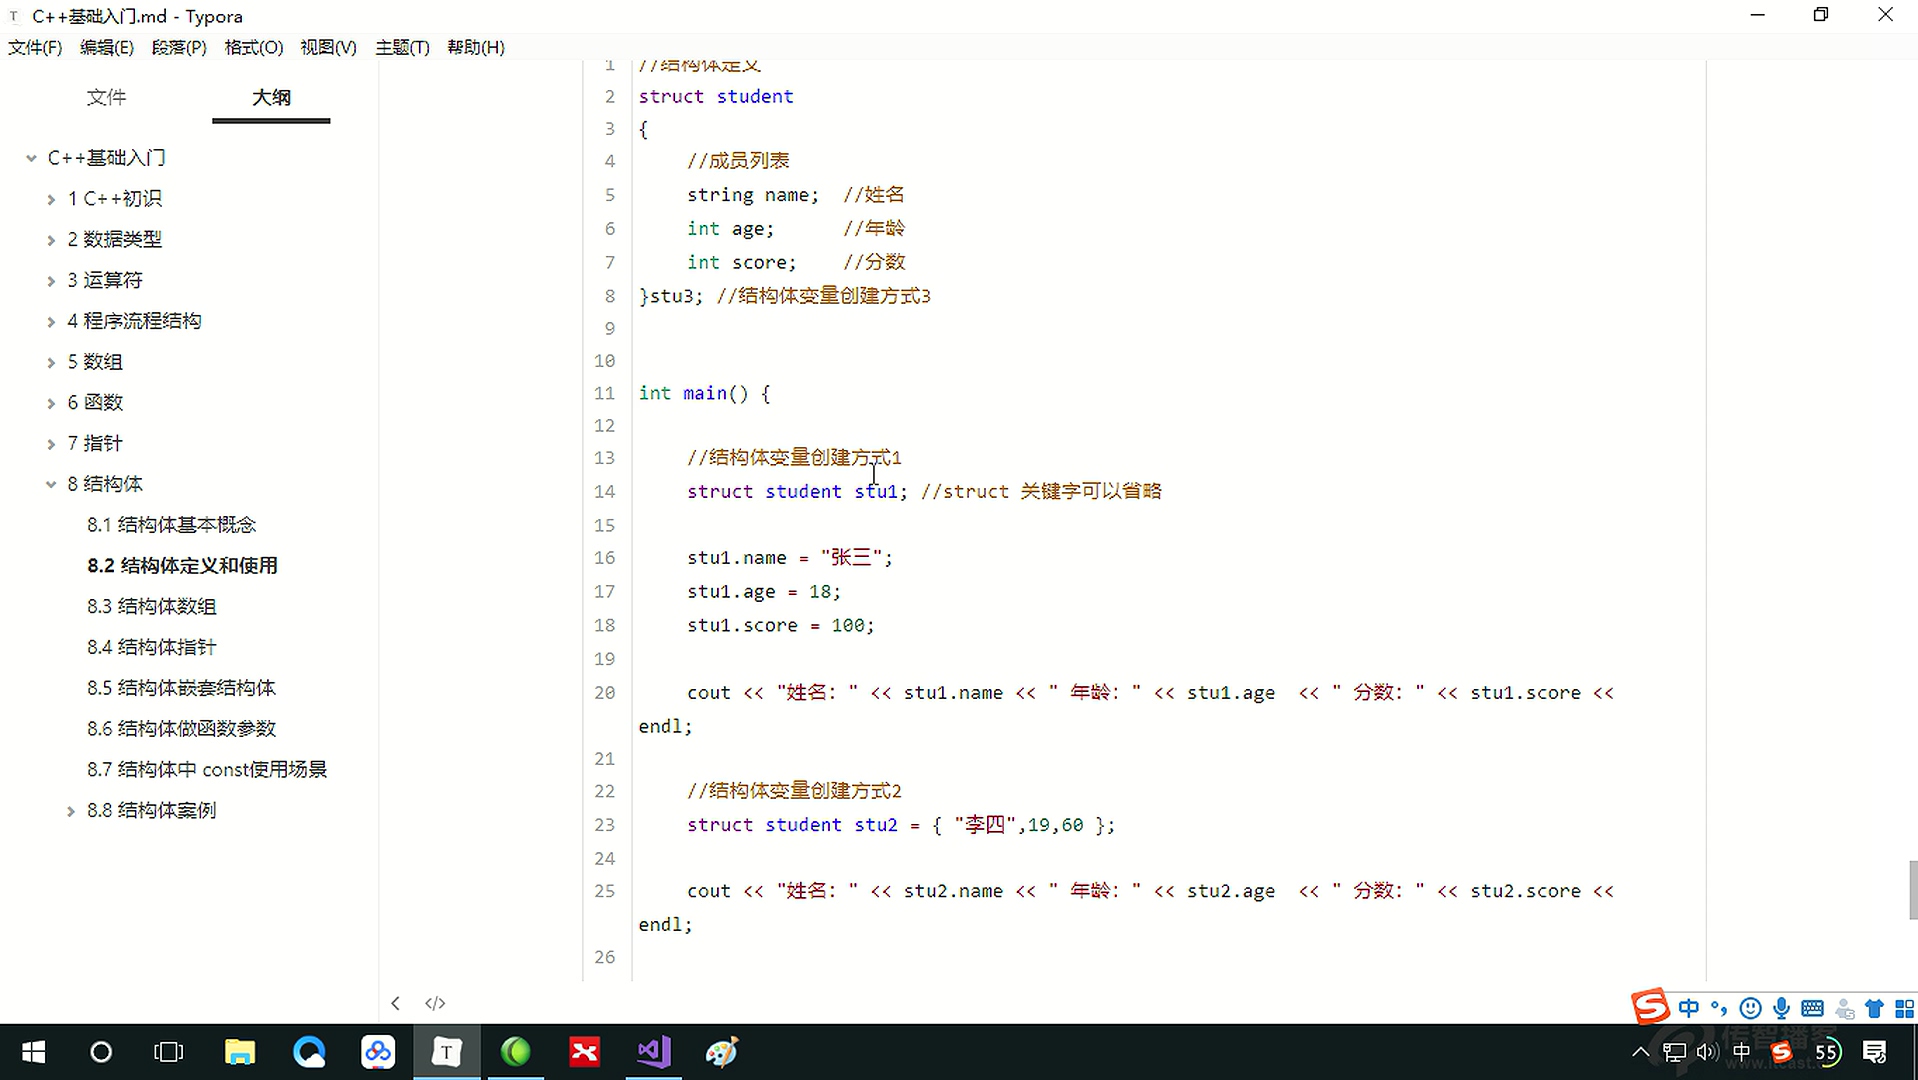 C++基础入门.md - Typora
文件(F) 编辑(E) 段落(P) 格式(O) 视图(V) 主题(T) 帮助(H)
文件 大纲
C++基础入门
1 C++初识
2 数据类型
3 运算符
4 程序流程结构
5 数组
6 函数
7 指针
8 结构体
8.1 结构体基本概念
8.2 结构体定义和使用
8.3 结构体数组
8.4 结构体指针
8.5 结构体嵌套结构体
8.6 结构体做函数参数
8.7 结构体中 const使用场景
8.8 结构体案例
1 //结构体定义
2 struct student
3 {
4 //成员列表
5 string name; //姓名
6 int age; //年龄
7 int score; //分数
8 }stu3; //结构体变量创建方式3
9
10
11 int main() {
12
13 //结构体变量创建方式1
14 struct student stu1; //struct 关键字可以省略
15
16 stu1.name = "张三";
17 stu1.age = 18;
18 stu1.score = 100;
19
20 cout << "姓名：" << stu1.name << " 年龄：" << stu1.age  << " 分数：" << stu1.score <<
endl;
21
22 //结构体变量创建方式2
23 struct student stu2 = { "李四",19,60 };
24
25 cout << "姓名：" << stu2.name << " 年龄：" << stu2.age  << " 分数：" << stu2.score <<
endl;
26
</>
中
中 55
传智播客